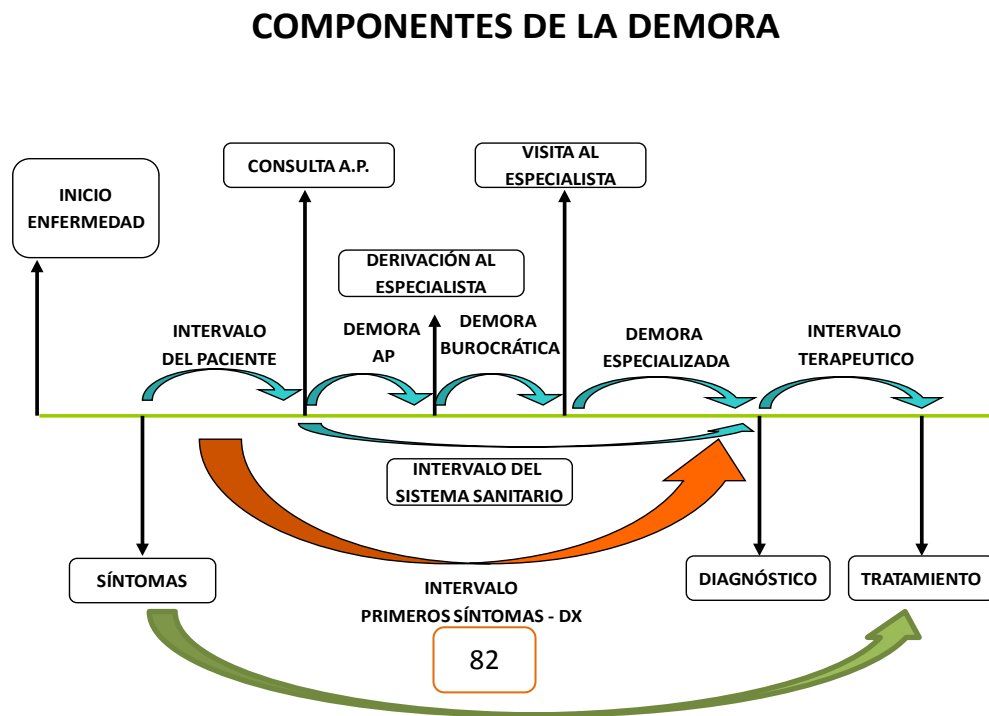 COMPONENTES DE LA DEMORA
INICIO
ENFERMEDAD
CONSULTA A.P.
VISITA AL
ESPECIALISTA
DERIVACIÓN AL
ESPECIALISTA
INTERVALO
DEL PACIENTE
DEMORA
AP
DEMORA
BUROCRÁTICA
DEMORA
ESPECIALIZADA
INTERVALO
TERAPEUTICO
INTERVALO DEL
SISTEMA SANITARIO
SÍNTOMAS
DIAGNÓSTICO
TRATAMIENTO
INTERVALO
PRIMEROS SÍNTOMAS - DX
82